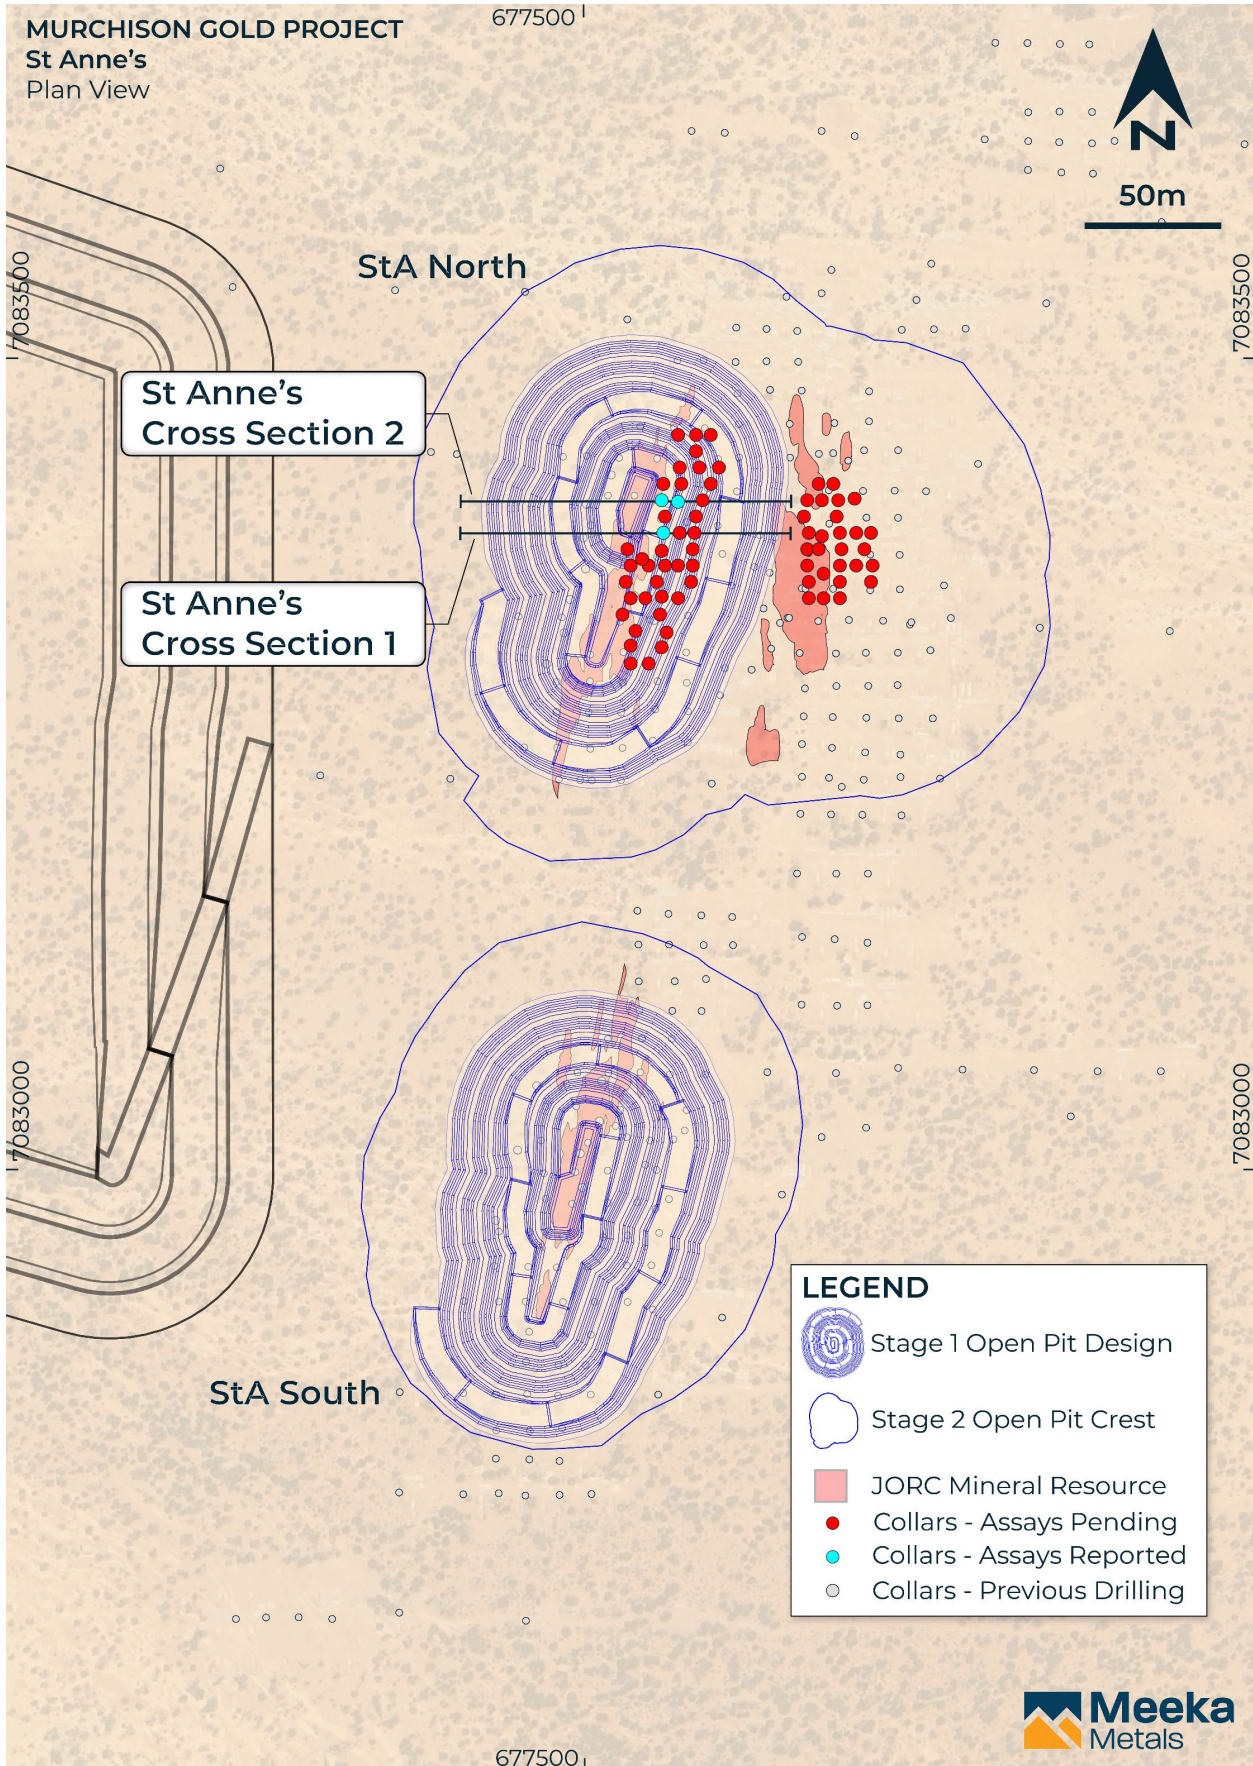 MURCHISON GOLD PROJECT
St Anne's
Plan View
677500
N
50m
7083500
7083500
StA North
St Anne's
Cross Section 2
St Anne's
Cross Section 1
7083000
7083000
StA South
LEGEND
Stage 1 Open Pit Design
Stage 2 Open Pit Crest
JORC Mineral Resource
Collars - Assays Pending
Collars - Assays Reported
Collars - Previous Drilling
Meeka
Metals
677500